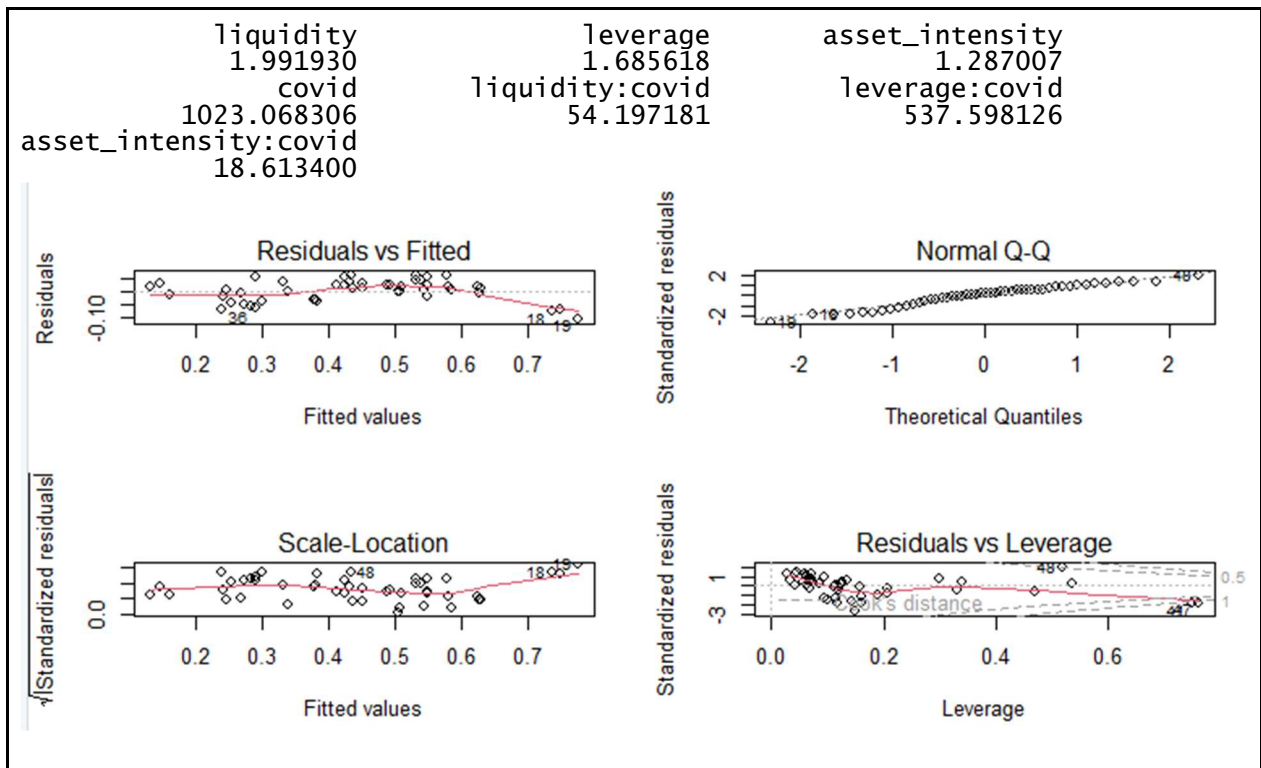 liquidity leverage asset_intensity
1.991930 1.685618 1.287007
covid liquidity:covid leverage:covid
1023.068306 54.197181 537.598126
asset_intensity:covid
18.613400
Residuals vs Fitted
Residuals
-0.10
36
18
19
0.2 0.3 0.4 0.5 0.6 0.7
Fitted values
Normal Q-Q
Standardized residuals
2
-2
48
19
18
-2 -1 0 1 2
Theoretical Quantiles
Scale-Location
√|Standardized residuals|
0.0
48
18
19
0.2 0.3 0.4 0.5 0.6 0.7
Fitted values
Residuals vs Leverage
Standardized residuals
1
-3
48
Cook's distance
0.5
1
0.0 0.2 0.4 0.6
Leverage